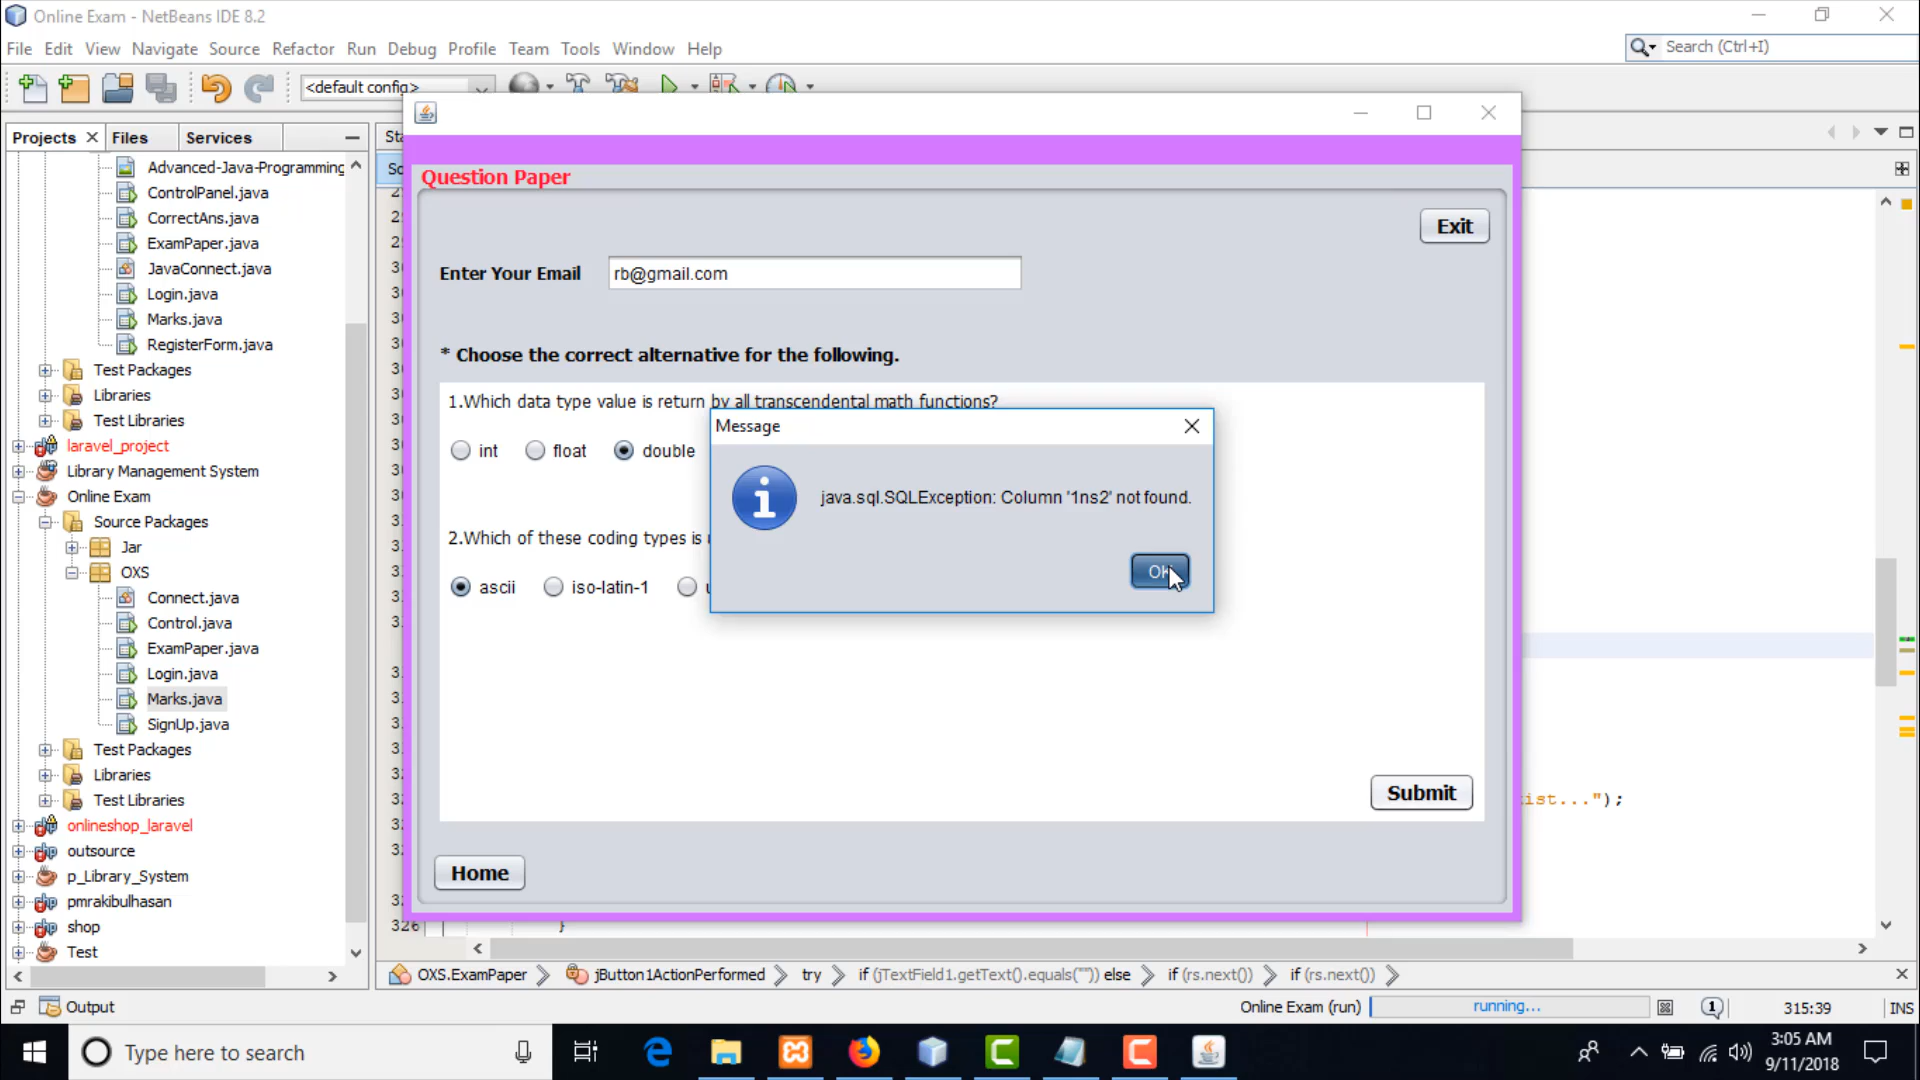 Online Exam - NetBeans IDE 8.2
File Edit View Navigate Source Refactor Run Debug Profile Team Tools Window Help
Search (Ctrl+I)
<default config>
Projects Files Services
Advanced-Java-Programming
ControlPanel.java
CorrectAns.java
ExamPaper.java
JavaConnect.java
Login.java
Marks.java
RegisterForm.java
Test Packages
Libraries
Test Libraries
laravel_project
Library Management System
Online Exam
Source Packages
Jar
OXS
Connect.java
Control.java
ExamPaper.java
Login.java
Marks.java
SignUp.java
Test Packages
Libraries
Test Libraries
onlineshop_laravel
outsource
p_Library_System
pmrakibulhasan
shop
Test
Question Paper
Exit
Enter Your Email rb@gmail.com
* Choose the correct alternative for the following.
1.Which data type value is return by all transcendental math functions?
int float double
2.Which of these coding types is
ascii iso-latin-1
Message
java.sql.SQLException: Column '1ns2' not found.
OK
Submit
Home
ist...");
326 }
OXS.ExamPaper jButton1ActionPerformed try if (jTextField1.getText().equals("")) else if (rs.next()) if (rs.next())
Output
Online Exam (run) running... 1 315:39 INS
Type here to search
3:05 AM
9/11/2018